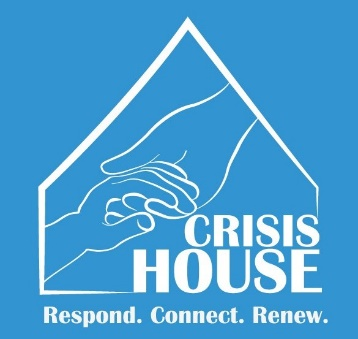 CRISIS
HOUSE
Respond. Connect. Renew.